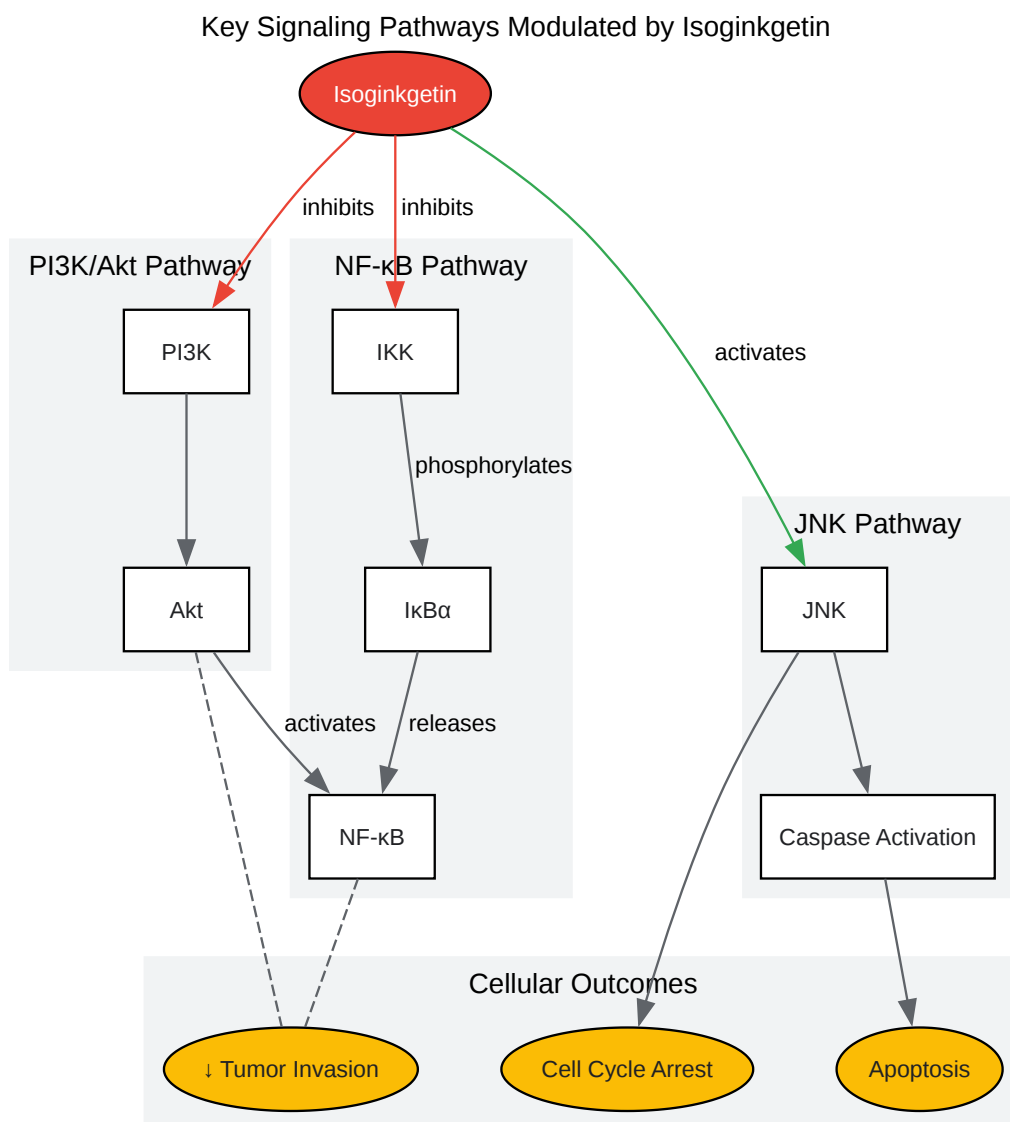 Key Signaling Pathways Modulated by Isoginkgetin
Isoginkgetin
inhibits
inhibits
PI3K/Akt Pathway
NF-κB Pathway
PI3K
IKK
activates
phosphorylates
JNK Pathway
Akt
IκBα
JNK
activates
releases
NF-κB
Caspase Activation
Cellular Outcomes
↓ Tumor Invasion
Cell Cycle Arrest
Apoptosis